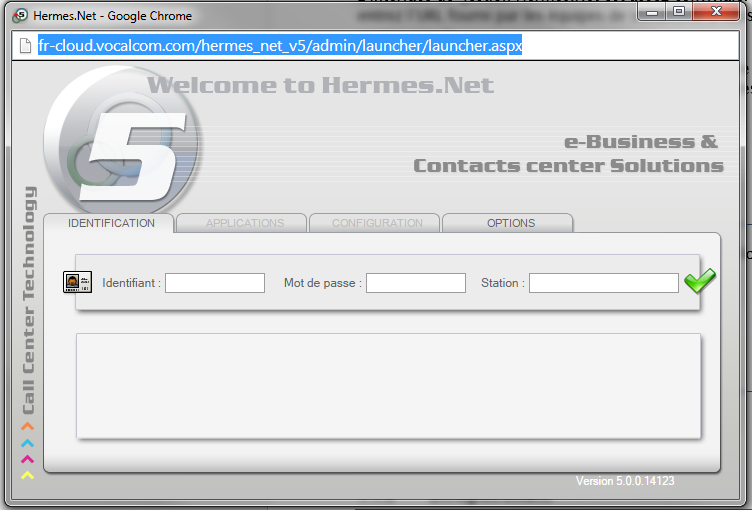 Hermes.Net - Google Chrome
fr-cloud.vocalcom.com/hermes_net_v5/admin/launcher/launcher.aspx
Welcome to Hermes.Net
5
e-Business &
Contacts center Solutions
Call Center Technology
IDENTIFICATION APPLICATIONS CONFIGURATION OPTIONS
Identifiant : Mot de passe : Station :
Version 5.0.0.14123